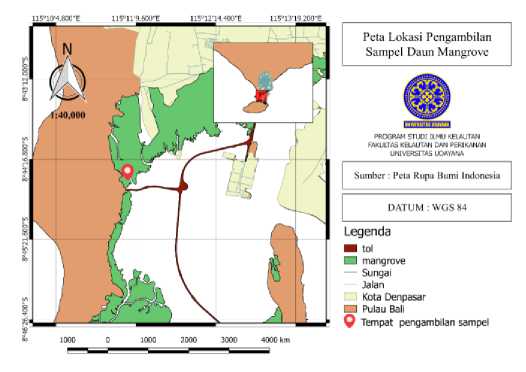 115°10'4,800"E 115°11'9,600"E 115°12'14,400"E 115°13'19,200"E
N
1:40,000
8°43'12,000"S
8°44'16,800"S
8°45'21,600"S
8°46'26,400"S
1000 0 1000 2000 3000 4000 km
Peta Lokasi Pengambilan
Sampel Daun Mangrove
UNIVERSITAS UDAYANA
PROGRAM STUDI ILMU KELAUTAN
FAKULTAS KELAUTAN DAN PERIKANAN
UNIVERSITAS UDAYANA
Sumber : Peta Rupa Bumi Indonesia
DATUM : WGS 84
Legenda
tol
mangrove
Sungai
Jalan
Kota Denpasar
Pulau Bali
Tempat pengambilan sampel